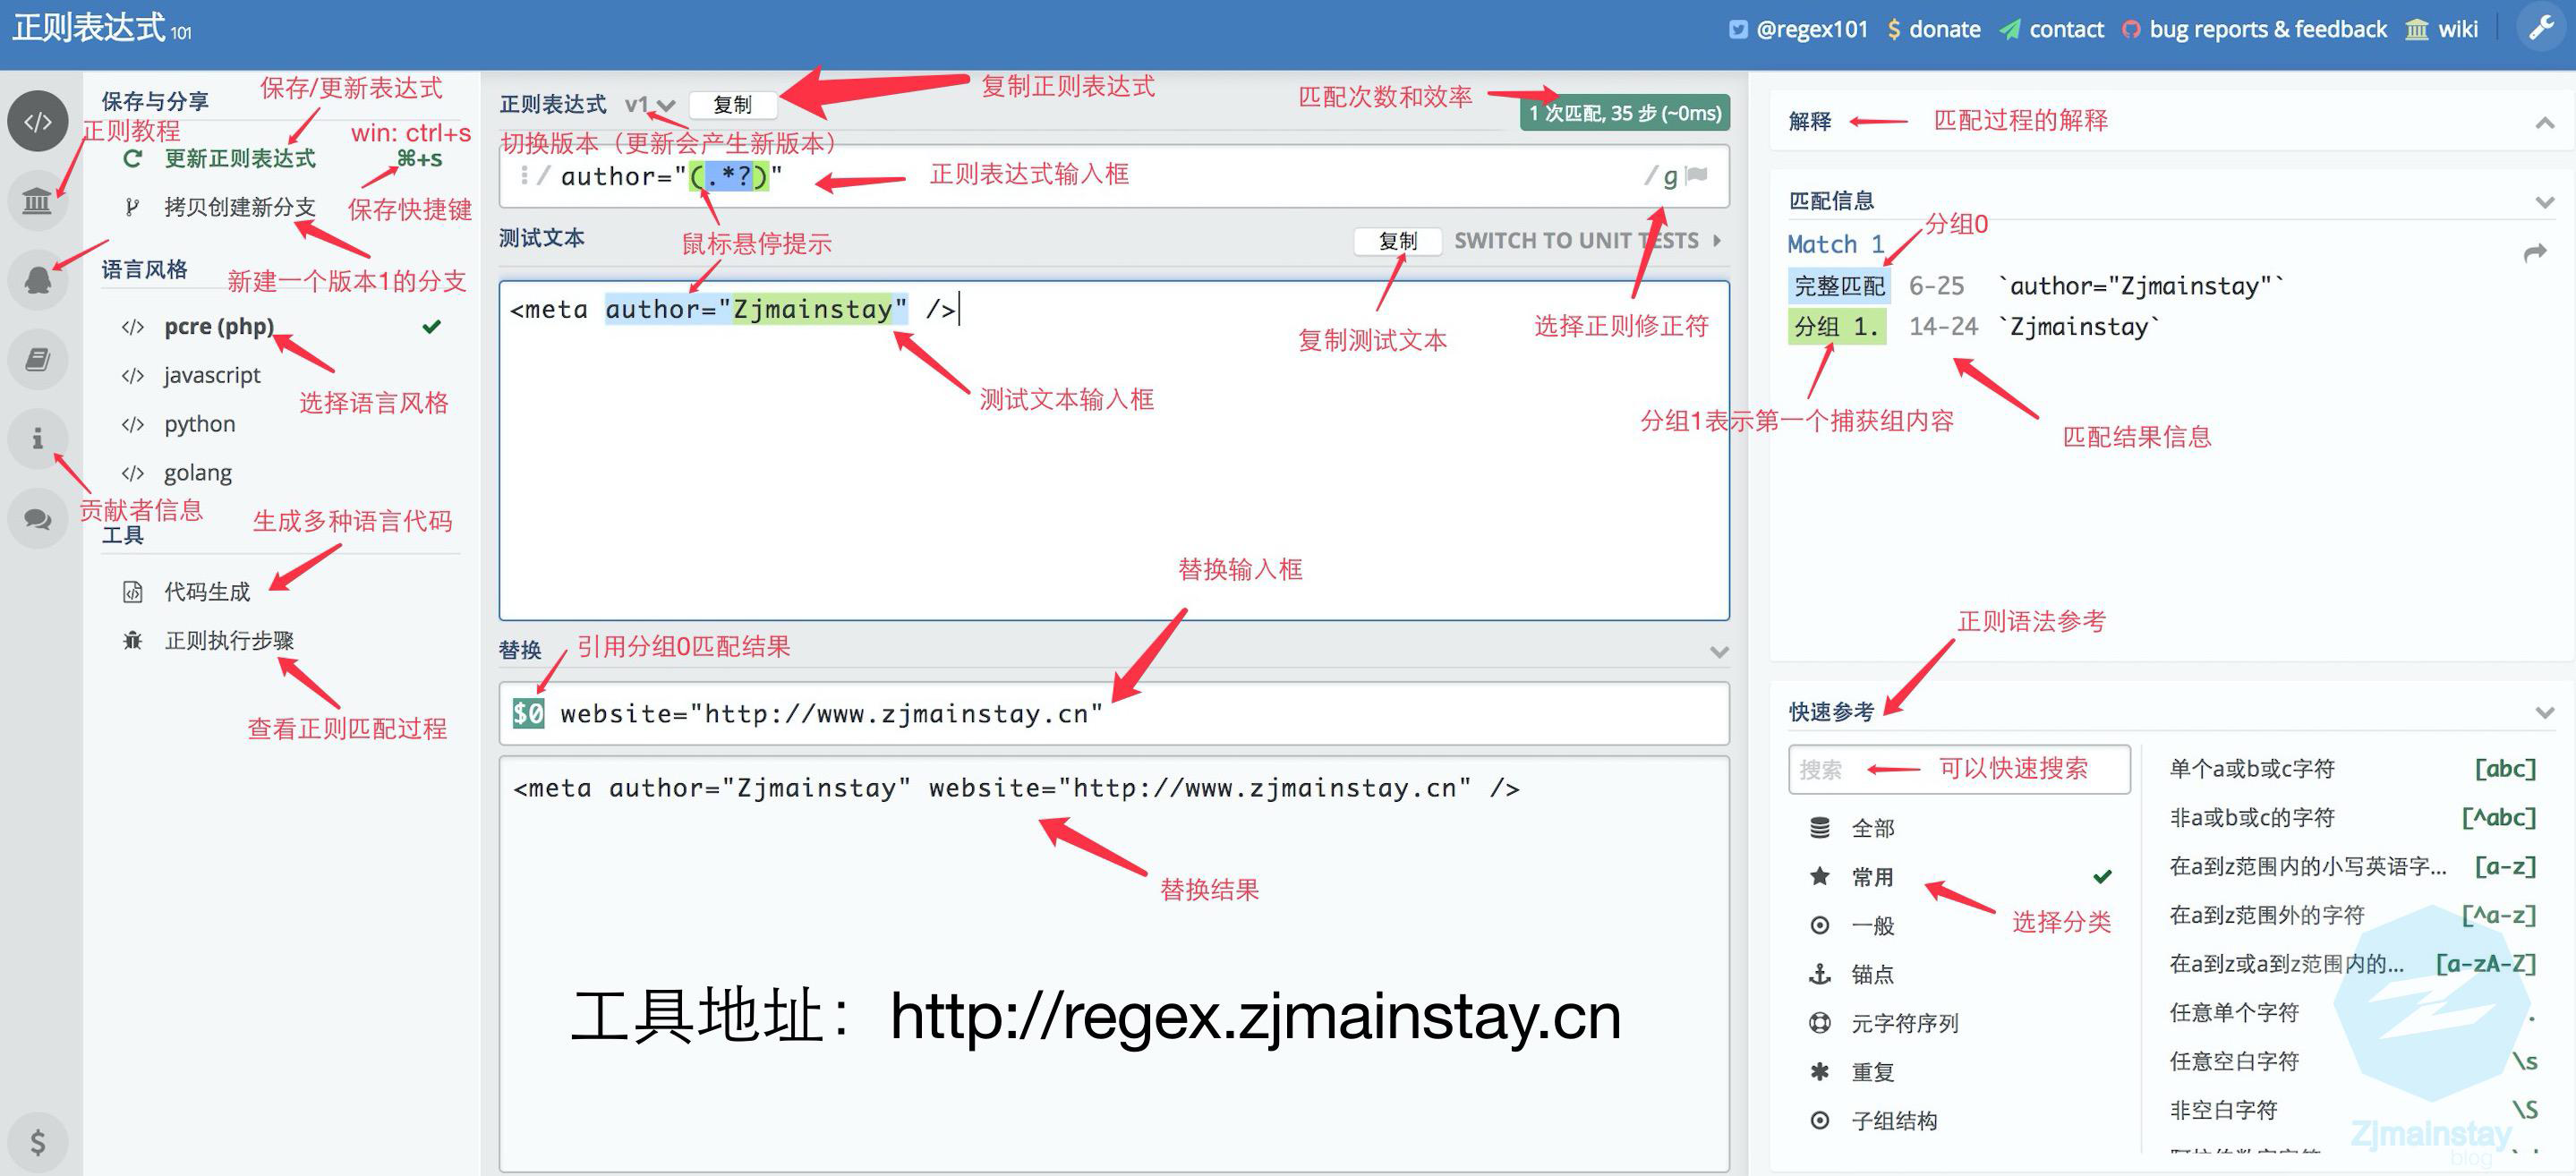 正则表达式 101
@regex101
donate
contact
bug reports & feedback
wiki
保存与分享
保存/更新表达式
正则教程
win: ctrl+s
更新正则表达式
⌘+s
拷贝创建新分支
保存快捷键
新建一个版本1的分支
语言风格
pcre (php)
选择语言风格
javascript
python
golang
贡献者信息
工具
生成多种语言代码
代码生成
正则执行步骤
查看正则匹配过程
$
正则表达式 v1 复制
复制正则表达式
匹配次数和效率
1 次匹配, 35 步 (~0ms)
切换版本（更新会产生新版本）
/ author="(.*?)"
正则表达式输入框
/ g
测试文本
鼠标悬停提示
复制
SWITCH TO UNIT TESTS
<meta author="Zjmainstay" />
复制测试文本
选择正则修正符
测试文本输入框
替换输入框
替换
引用分组0匹配结果
$0 website="http://www.zjmainstay.cn"
<meta author="Zjmainstay" website="http://www.zjmainstay.cn" />
替换结果
工具地址：http://regex.zjmainstay.cn
解释
匹配过程的解释
匹配信息
分组0
Match 1
完整匹配 6-25 `author="Zjmainstay"`
分组 1. 14-24 `Zjmainstay`
分组1表示第一个捕获组内容
匹配结果信息
正则语法参考
快速参考
搜索
可以快速搜索
全部
常用
选择分类
一般
锚点
元字符序列
重复
子组结构
单个a或b或c字符 [abc]
非a或b或c的字符 [^abc]
在a到z范围内的小写英语字... [a-z]
在a到z范围外的字符 [^a-z]
在a到z或a到z范围内的... [a-zA-Z]
任意单个字符 .
任意空白字符 \s
非空白字符 \S
Zjmainstay
blog